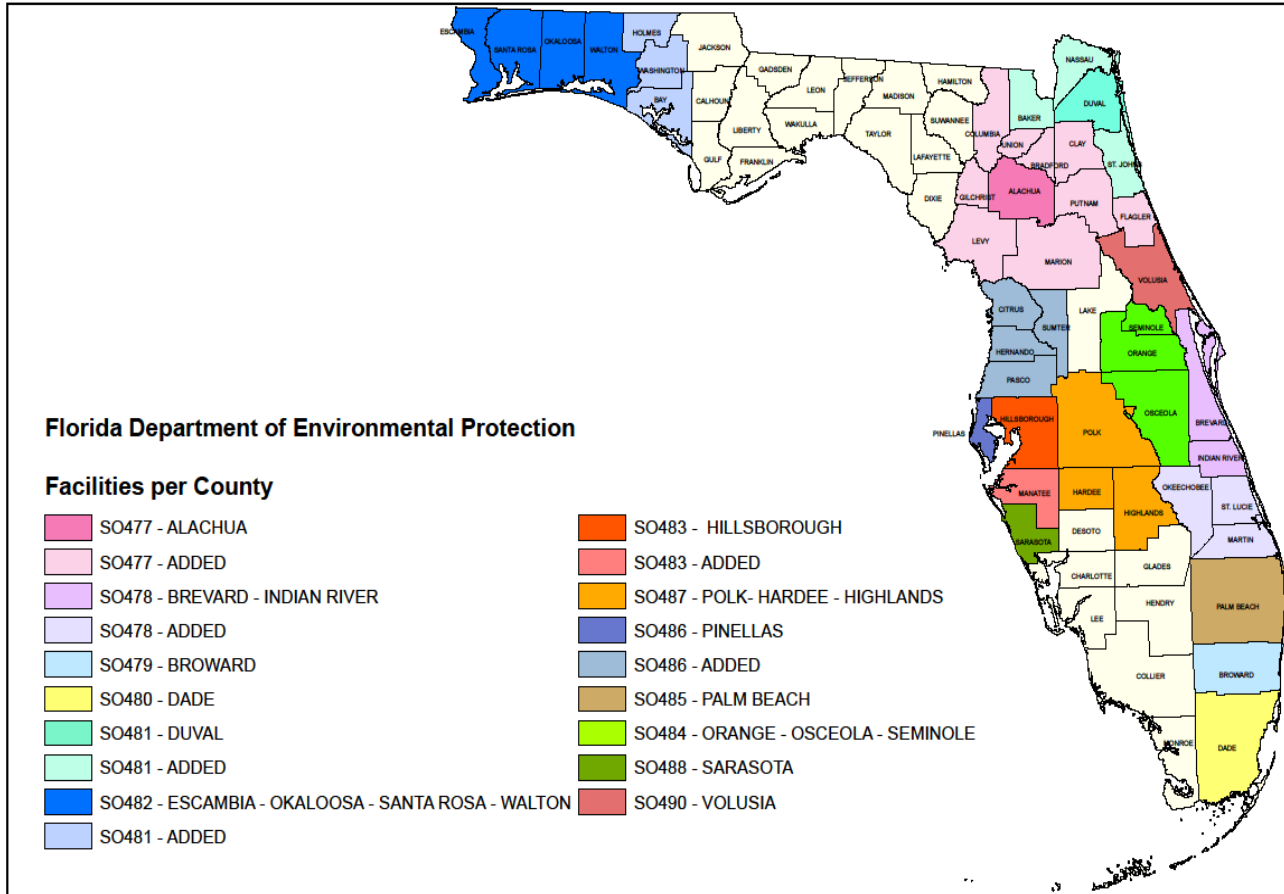 HOLMES
ESCAMBIA
OKALOOSA
SANTA ROSA
WALTON
JACKSON
WASHINGTON
GADSDEN
LEON
JEFFERSON
MADISON
HAMILTON
NASSAU
DUVAL
BAY
CALHOUN
LIBERTY
WAKULLA
TAYLOR
SUWANNEE
COLUMBIA
BAKER
UNION
CLAY
GULF
FRANKLIN
LAFAYETTE
BRADFORD
ST. JOHNS
DIXIE
GILCHRIST
ALACHUA
PUTNAM
FLAGLER
LEVY
MARION
VOLUSIA
CITRUS
SUMTER
LAKE
SEMINOLE
HERNANDO
ORANGE
PASCO
PINELLAS
HILLSBOROUGH
POLK
OSCEOLA
BREVARD
INDIAN RIVER
MANATEE
HARDEE
HIGHLANDS
OKEECHOBEE
ST. LUCIE
SARASOTA
DESOTO
MARTIN
CHARLOTTE
GLADES
LEE
HENDRY
PALM BEACH
COLLIER
BROWARD
MONROE
DADE
Florida Department of Environmental Protection
Facilities per County
SO477 - ALACHUA
SO477 - ADDED
SO478 - BREVARD - INDIAN RIVER
SO478 - ADDED
SO479 - BROWARD
SO480 - DADE
SO481 - DUVAL
SO481 - ADDED
SO482 - ESCAMBIA - OKALOOSA - SANTA ROSA - WALTON
SO481 - ADDED
SO483 - HILLSBOROUGH
SO483 - ADDED
SO487 - POLK- HARDEE - HIGHLANDS
SO486 - PINELLAS
SO486 - ADDED
SO485 - PALM BEACH
SO484 - ORANGE - OSCEOLA - SEMINOLE
SO488 - SARASOTA
SO490 - VOLUSIA